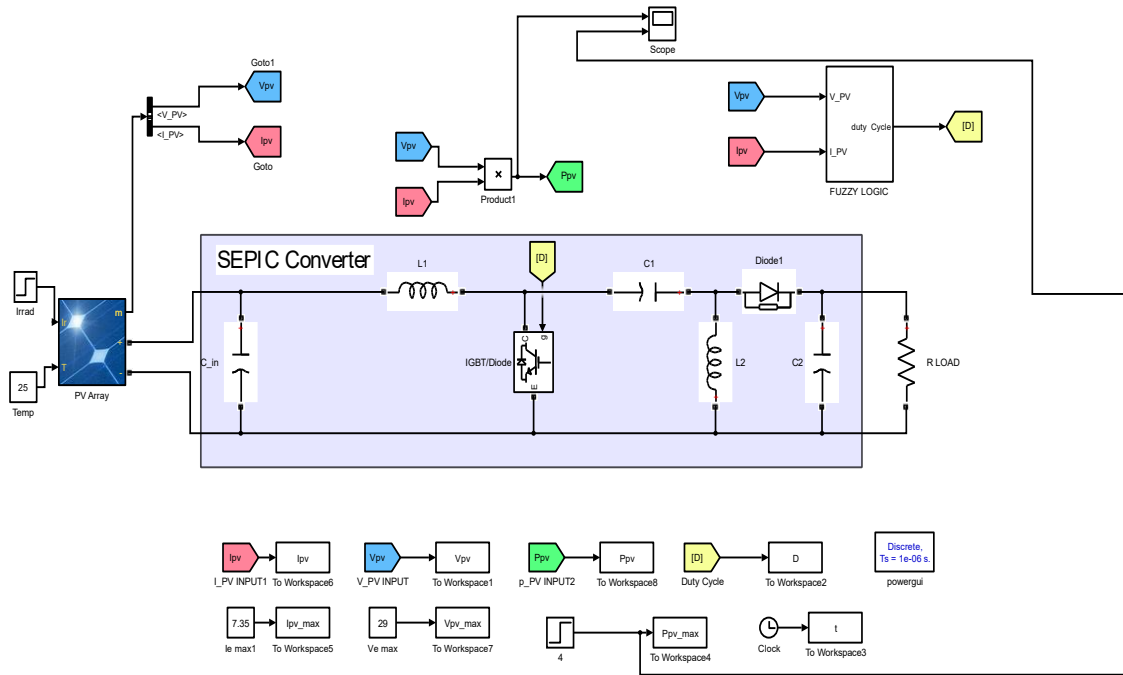 Scope
Goto1
Vpv
<V_PV>
<I_PV>
Ipv
Goto
Vpv
Ipv
×
Product1
Ppv
Vpv
Ipv
V_PV
I_PV
duty Cycle
FUZZY LOGIC
[D]
SEPIC Converter
[D]
L1
C1
Diode1
Irrad
Ir
T
m
+
-
25
Temp
PV Array
C_in
IGBT/Diode
C
g
E
L2
C2
R LOAD
Ipv
Ipv
I_PV INPUT1
To Workspace6
Vpv
Vpv
V_PV INPUT
To Workspace1
Ppv
Ppv
p_PV INPUT2
To Workspace8
[D]
D
Duty Cycle
To Workspace2
Discrete,
Ts = 1e-06 s.
powergui
7.35
Ipv_max
Ie max1
To Workspace5
29
Vpv_max
Ve max
To Workspace7
4
Ppv_max
To Workspace4
Clock
t
To Workspace3